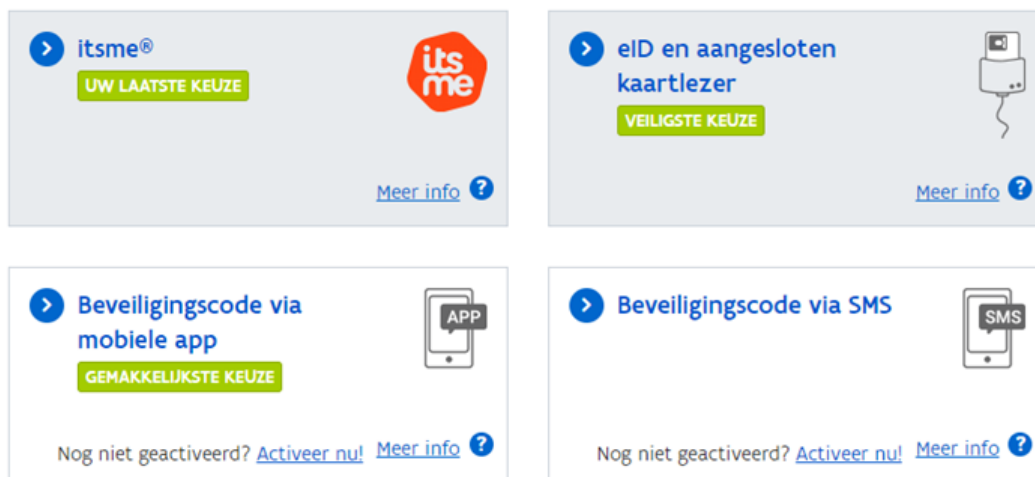 itsme®
UW LAATSTE KEUZE
its
me
Meer info ?
eID en aangesloten
kaartlezer
VEILIGSTE KEUZE
Meer info ?
Beveiligingscode via
mobiele app
GEMAKKELIJKSTE KEUZE
APP
Nog niet geactiveerd? Activeer nu! Meer info ?
Beveiligingscode via SMS
SMS
Nog niet geactiveerd? Activeer nu! Meer info ?